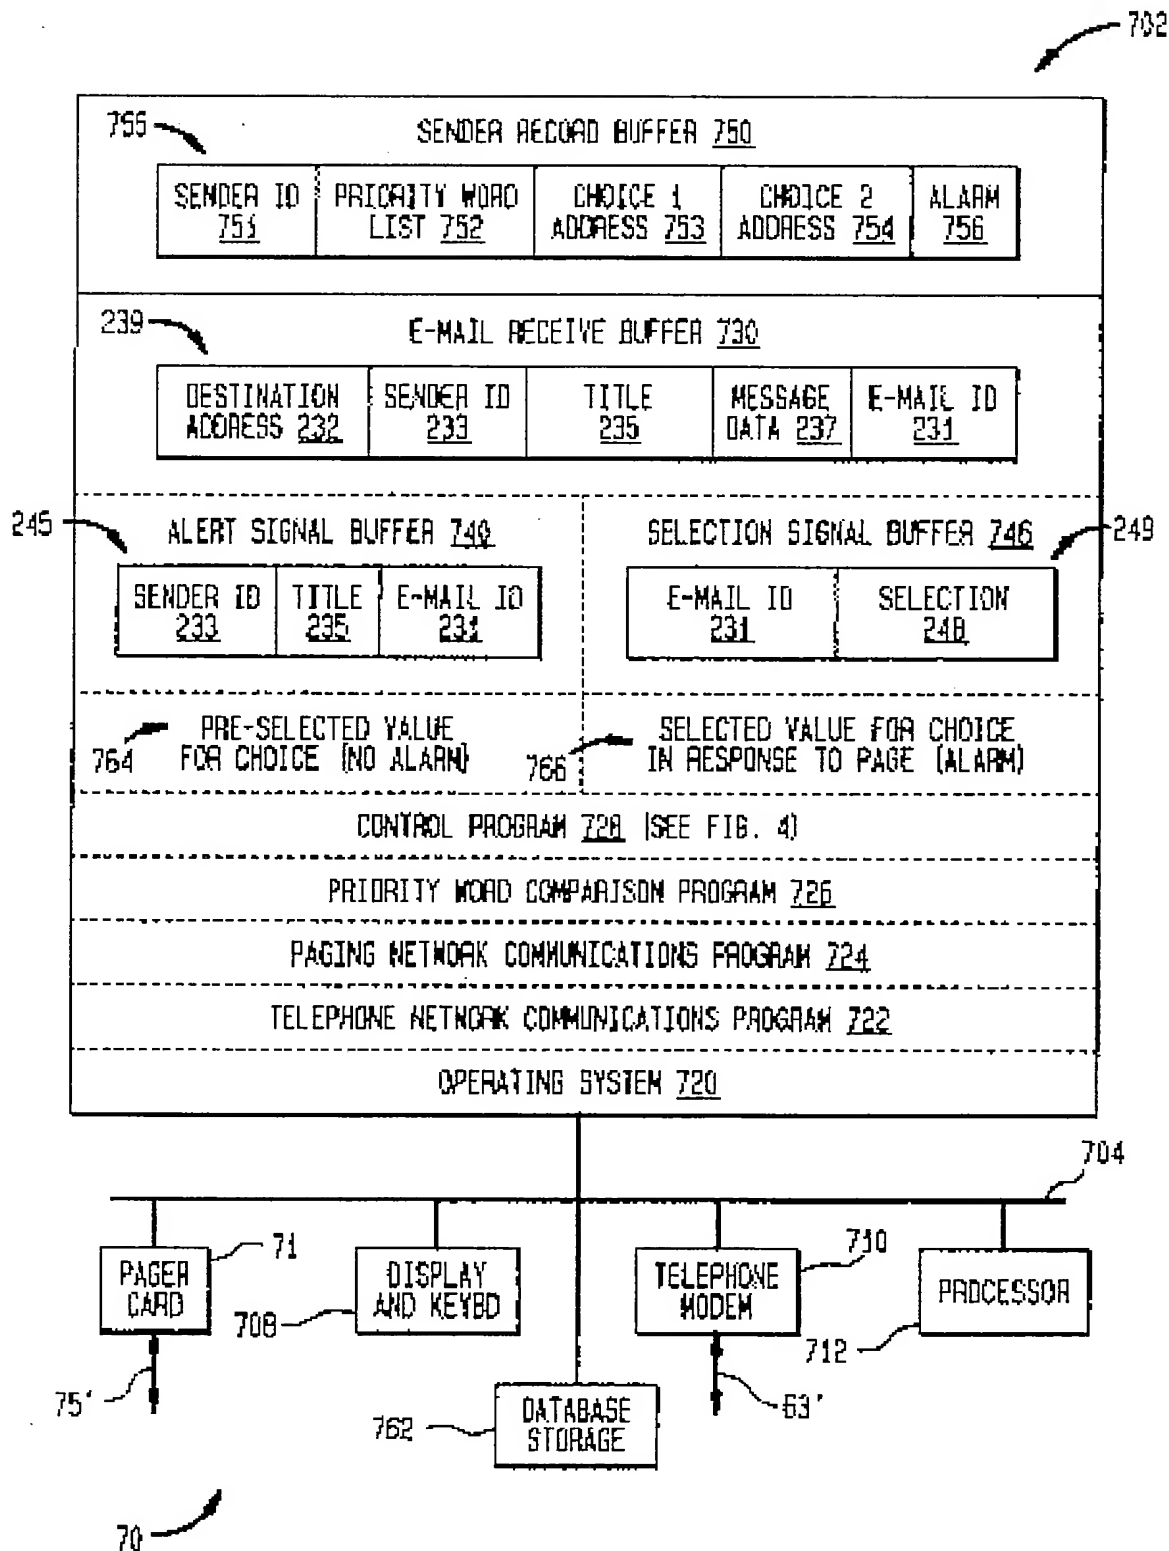 702
755
SENDER RECORD BUFFER 750
SENDER ID 751
PRIORITY WORD LIST 752
CHOICE 1 ADDRESS 753
CHOICE 2 ADDRESS 754
ALARM 756
239
E-MAIL RECEIVE BUFFER 730
DESTINATION ADDRESS 232
SENDER ID 233
TITLE 235
MESSAGE DATA 237
E-MAIL ID 231
245
ALERT SIGNAL BUFFER 740
SENDER ID 233
TITLE 235
E-MAIL ID 231
SELECTION SIGNAL BUFFER 746
249
E-MAIL ID 231
SELECTION 248
764
PRE-SELECTED VALUE
FOR CHOICE (NO ALARM)
766
SELECTED VALUE FOR CHOICE
IN RESPONSE TO PAGE (ALARM)
CONTROL PROGRAM 728 (SEE FIG. 4)
PRIORITY WORD COMPARISON PROGRAM 726
PAGING NETWORK COMMUNICATIONS PROGRAM 724
TELEPHONE NETWORK COMMUNICATIONS PROGRAM 722
OPERATING SYSTEM 720
704
PAGER
CARD
71
DISPLAY
AND KEYBD
708
TELEPHONE
MODEM
710
PROCESSOR
712
75'
63'
DATABASE
STORAGE
762
70